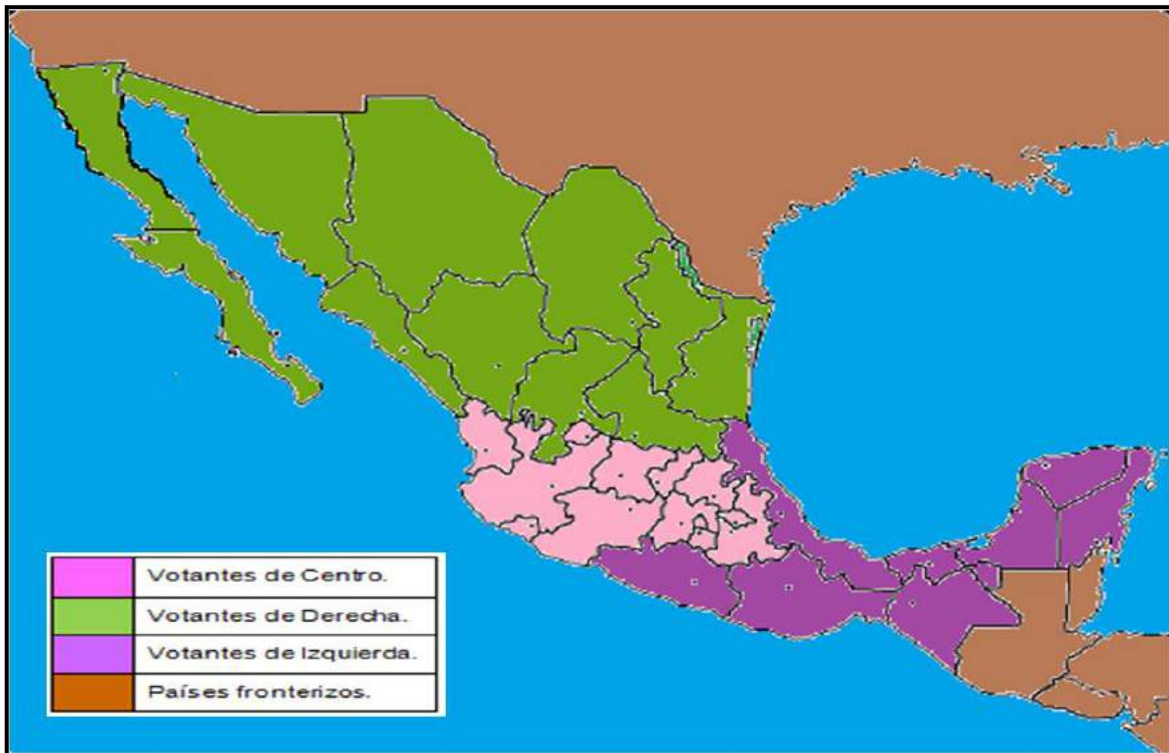 Votantes de Centro.
Votantes de Derecha.
Votantes de Izquierda.
Países fronterizos.